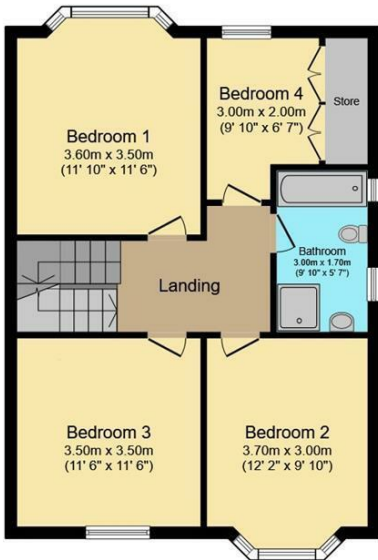 Bedroom 1
3.60m x 3.50m
(11' 10" x 11' 6")
Bedroom 4
3.00m x 2.00m
(9' 10" x 6' 7")
Store
Bathroom
3.00m x 1.70m
(9' 10" x 5' 7")
Landing
Bedroom 3
3.50m x 3.50m
(11' 6" x 11' 6")
Bedroom 2
3.70m x 3.00m
(12' 2" x 9' 10")